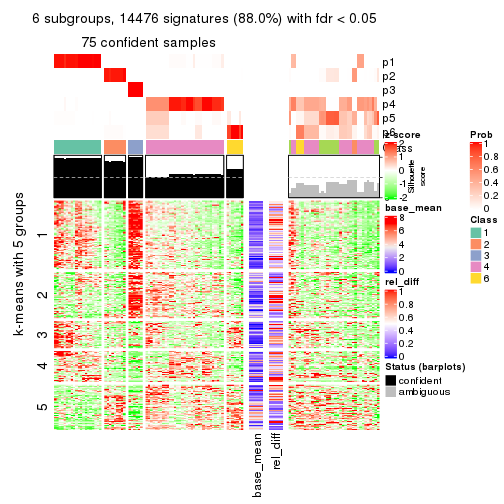 6 subgroups, 14476 signatures (88.0%) with fdr < 0.05
75 confident samples
p1
p2
p3
p4
p5
p6
Class
Silhouette
score
k-means with 5 groups
1
2
3
4
5
base_mean
rel_diff
z-score
2
1
0
-1
-2
base_mean
8
6
4
2
0
rel_diff
1
0.8
0.6
0.4
0.2
0
Status (barplots)
confident
ambiguous
Prob
1
0.8
0.6
0.4
0.2
0
Class
1
2
3
4
6